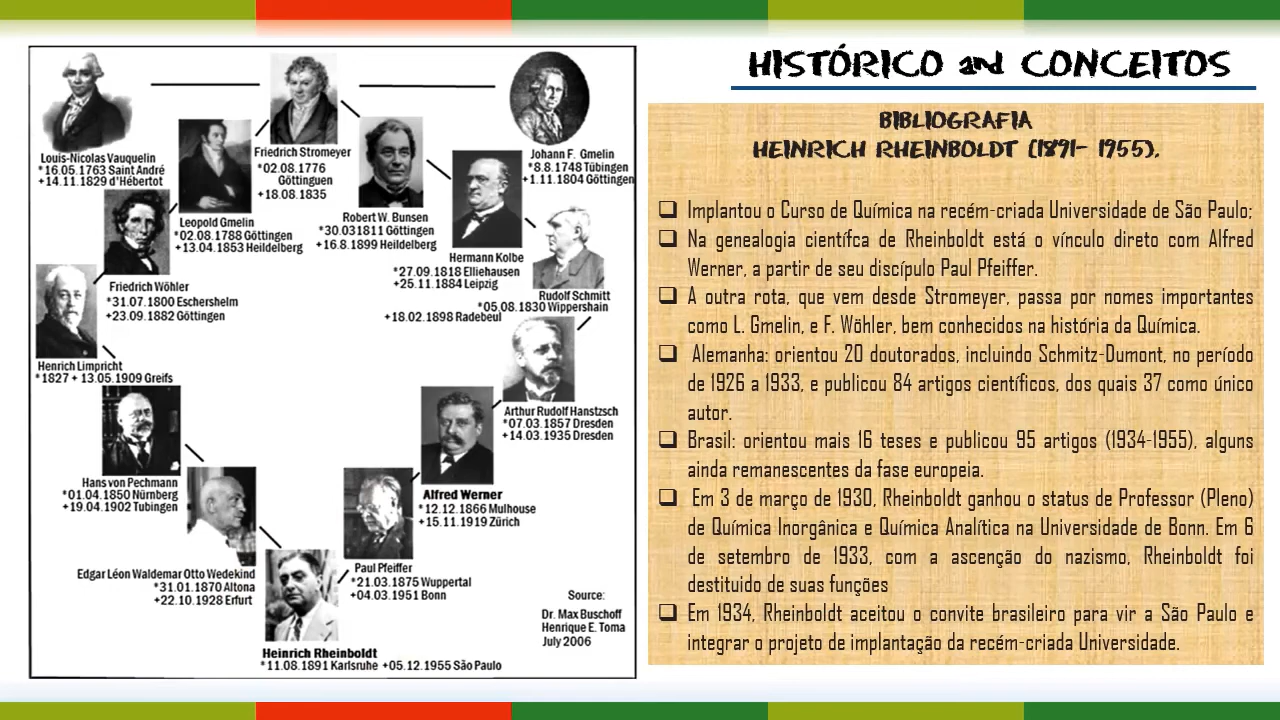 HISTÓRICO and CONCEITOS
Louis-Nicolas Vauquelin
*16.05.1763 Saint André
+14.11.1829 d'Hébertot
Friedrich Stromeyer
*02.08.1776
Göttinguen
+18.08.1835
Johann F. Gmelin
*8.8.1748 Tübingen
+1.11.1804 Göttingen
Leopold Gmelin
*02.08.1788 Göttingen
+13.04.1853 Heildelberg
Robert W. Bunsen
*30.031811 Göttingen
+16.8.1899 Heildelberg
Hermann Kolbe
*27.09.1818 Elliehausen
+25.11.1884 Leipzig
Friedrich Wöhler
*31.07.1800 Eschershelm
+23.09.1882 Göttingen
Rudolf Schmitt
*05.08.1830 Wippershain
+18.02.1898 Radebeul
Henrich Limpricht
*1827 + 13.05.1909 Greifs
Arthur Rudolf Hanstzsch
*07.03.1857 Dresden
+14.03.1935 Dresden
Hans von Pechmann
*01.04.1850 Nürnberg
+19.04.1902 Tubingen
Alfred Werner
*12.12.1866 Mulhouse
+15.11.1919 Zürich
Edgar Léon Waldemar Otto Wedekind
*31.01.1870 Altona
+22.10.1928 Erfurt
Paul Pfeiffer
*21.03.1875 Wuppertal
+04.03.1951 Bonn
Heinrich Rheinboldt
*11.08.1891 Karlsruhe +05.12.1955 São Paulo
Source:
Dr. Max Buschoff
Henrique E. Toma
July 2006
BIBLIOGRAFIA
HEINRICH RHEINBOLDT (1891- 1955).
❑ Implantou o Curso de Química na recém-criada Universidade de São Paulo;
❑ Na genealogia científca de Rheinboldt está o vínculo direto com Alfred
Werner, a partir de seu discípulo Paul Pfeiffer.
❑ A outra rota, que vem desde Stromeyer, passa por nomes importantes
como L. Gmelin, e F. Wöhler, bem conhecidos na história da Química.
❑ Alemanha: orientou 20 doutorados, incluindo Schmitz-Dumont, no período
de 1926 a 1933, e publicou 84 artigos científicos, dos quais 37 como único
autor.
❑ Brasil: orientou mais 16 teses e publicou 95 artigos (1934-1955), alguns
ainda remanescentes da fase europeia.
❑ Em 3 de março de 1930, Rheinboldt ganhou o status de Professor (Pleno)
de Química Inorgânica e Química Analítica na Universidade de Bonn. Em 6
de setembro de 1933, com a ascenção do nazismo, Rheinboldt foi
destituído de suas funções
❑ Em 1934, Rheinboldt aceitou o convite brasileiro para vir a São Paulo e
integrar o projeto de implantação da recém-criada Universidade.